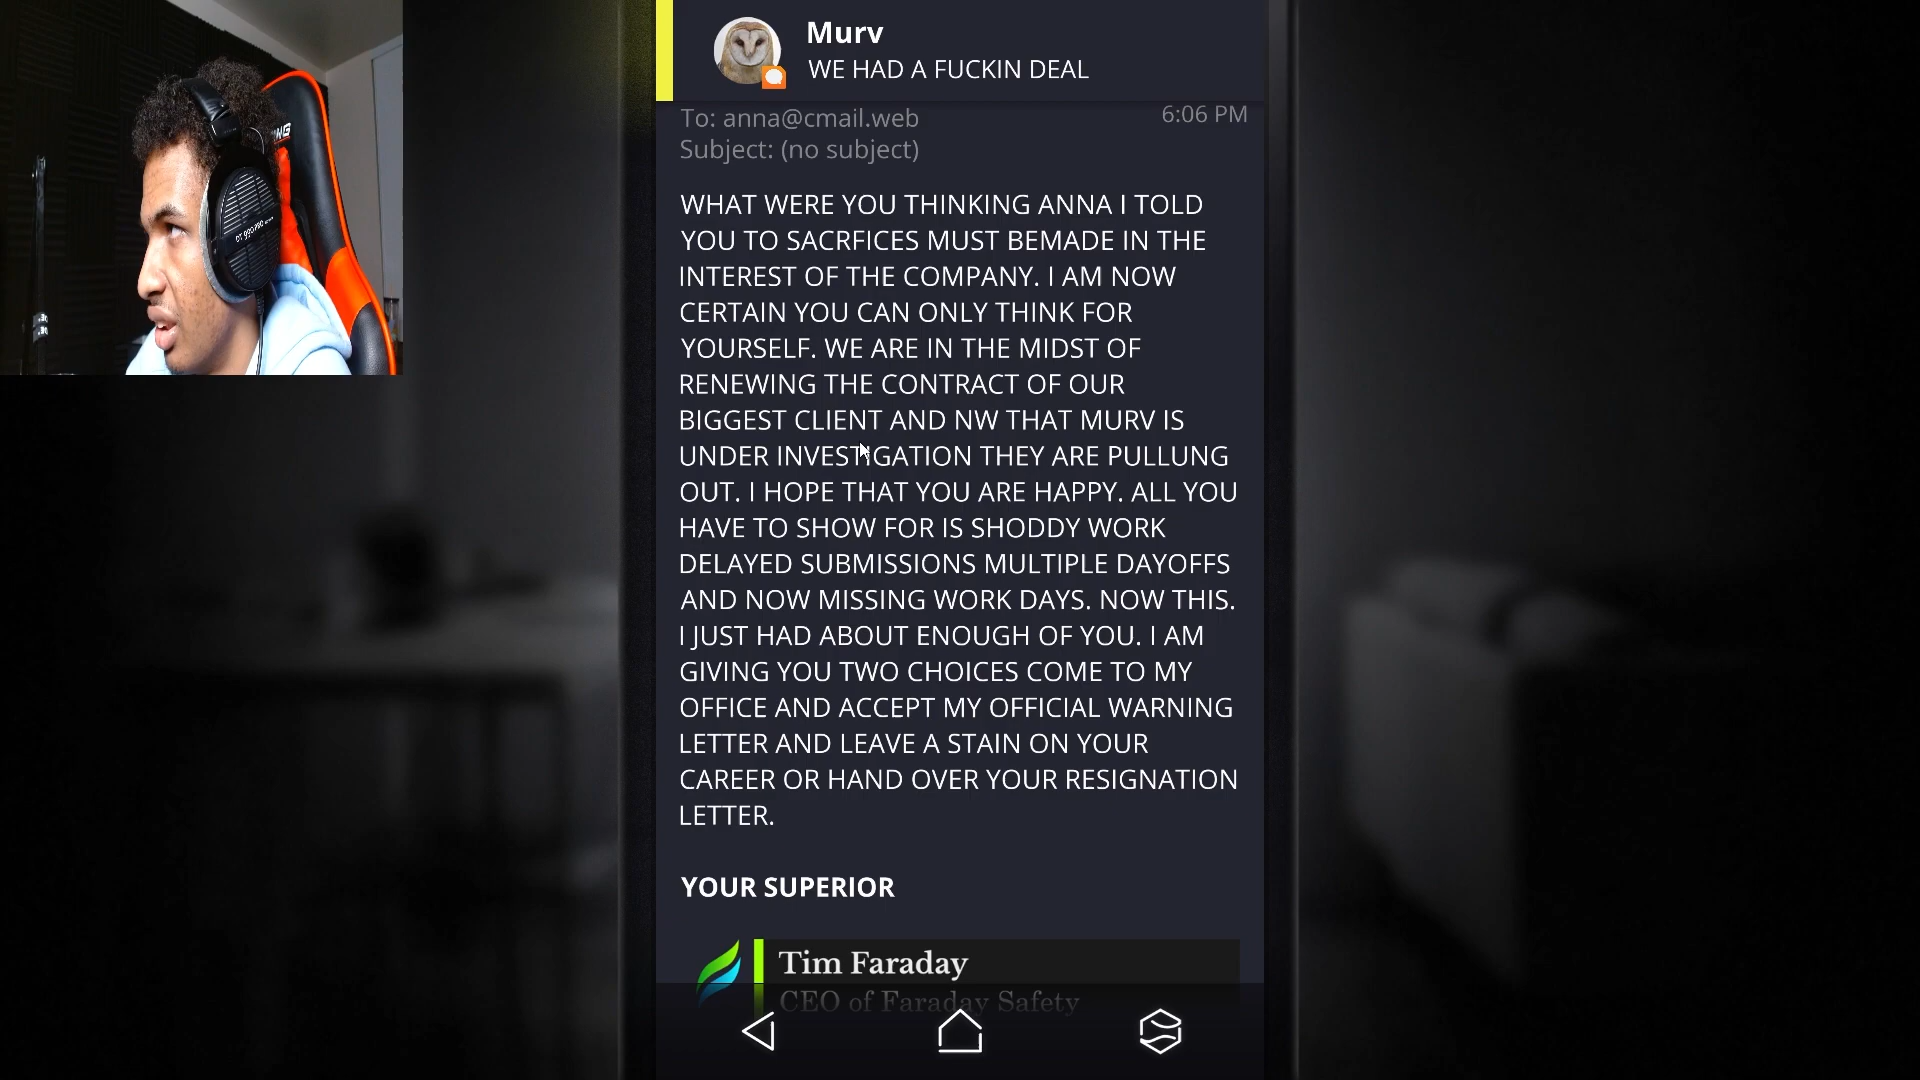 Murv
WE HAD A FUCKIN DEAL
To: anna@cmail.web
6:06 PM
Subject: (no subject)
WHAT WERE YOU THINKING ANNA I TOLD
YOU TO SACRFICES MUST BEMADE IN THE
INTEREST OF THE COMPANY. I AM NOW
CERTAIN YOU CAN ONLY THINK FOR
YOURSELF. WE ARE IN THE MIDST OF
RENEWING THE CONTRACT OF OUR
BIGGEST CLIENT AND NW THAT MURV IS
UNDER INVESTIGATION THEY ARE PULLUNG
OUT. I HOPE THAT YOU ARE HAPPY. ALL YOU
HAVE TO SHOW FOR IS SHODDY WORK
DELAYED SUBMISSIONS MULTIPLE DAYOFFS
AND NOW MISSING WORK DAYS. NOW THIS.
I JUST HAD ABOUT ENOUGH OF YOU. I AM
GIVING YOU TWO CHOICES COME TO MY
OFFICE AND ACCEPT MY OFFICIAL WARNING
LETTER AND LEAVE A STAIN ON YOUR
CAREER OR HAND OVER YOUR RESIGNATION
LETTER.
YOUR SUPERIOR
Tim Faraday
CEO of Faraday Safety
DT 990 PRO